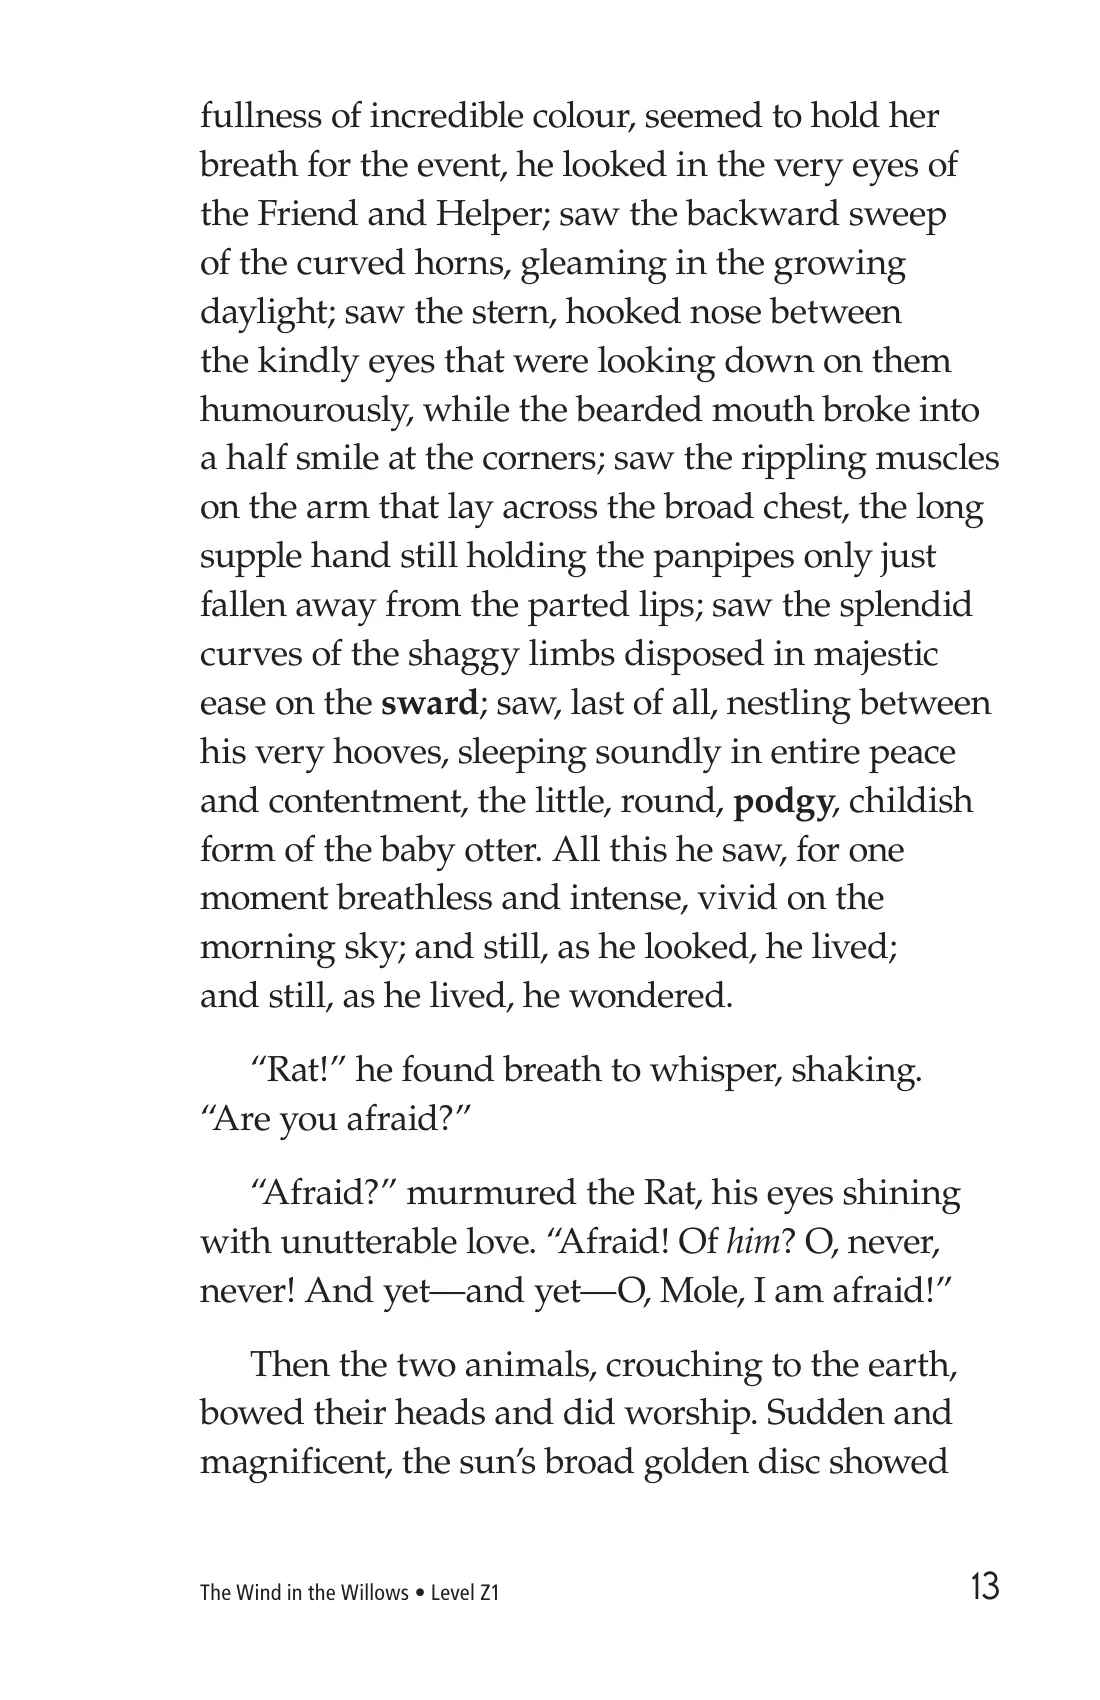 fullness of incredible colour, seemed to hold her
breath for the event, he looked in the very eyes of
the Friend and Helper; saw the backward sweep
of the curved horns, gleaming in the growing
daylight; saw the stern, hooked nose between
the kindly eyes that were looking down on them
humourously, while the bearded mouth broke into
a half smile at the corners; saw the rippling muscles
on the arm that lay across the broad chest, the long
supple hand still holding the panpipes only just
fallen away from the parted lips; saw the splendid
curves of the shaggy limbs disposed in majestic
ease on the sward; saw, last of all, nestling between
his very hooves, sleeping soundly in entire peace
and contentment, the little, round, podgy, childish
form of the baby otter. All this he saw, for one
moment breathless and intense, vivid on the
morning sky; and still, as he looked, he lived;
and still, as he lived, he wondered.
“Rat!” he found breath to whisper, shaking.
“Are you afraid?”
“Afraid?” murmured the Rat, his eyes shining
with unutterable love. “Afraid! Of him? O, never,
never! And yet—and yet—O, Mole, I am afraid!”
Then the two animals, crouching to the earth,
bowed their heads and did worship. Sudden and
magnificent, the sun’s broad golden disc showed
The Wind in the Willows • Level Z1
13